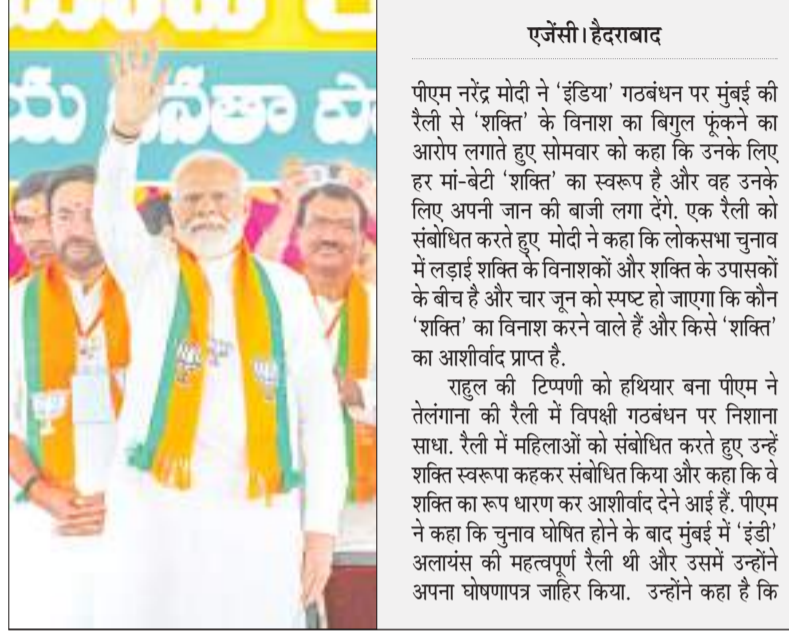 య జనతా పా
एजेंसी। हैदराबाद
पीएम नरेंद्र मोदी ने ‘इंडिया’ गठबंधन पर मुंबई की
रैली से ‘शक्ति’ के विनाश का बिगुल फूंकने का
आरोप लगाते हुए सोमवार को कहा कि उनके लिए
हर मां-बेटी ‘शक्ति’ का स्वरूप है और वह उनके
लिए अपनी जान की बाजी लगा देंगे. एक रैली को
संबोधित करते हुए मोदी ने कहा कि लोकसभा चुनाव
में लड़ाई शक्ति के विनाशकों और शक्ति के उपासकों
के बीच है और चार जून को स्पष्ट हो जाएगा कि कौन
‘शक्ति’ का विनाश करने वाले हैं और किसे ‘शक्ति’
का आशीर्वाद प्राप्त है.
राहुल की टिप्पणी को हथियार बना पीएम ने
तेलंगाना की रैली में विपक्षी गठबंधन पर निशाना
साधा. रैली में महिलाओं को संबोधित करते हुए उन्हें
शक्ति स्वरूपा कहकर संबोधित किया और कहा कि वे
शक्ति का रूप धारण कर आशीर्वाद देने आई हैं. पीएम
ने कहा कि चुनाव घोषित होने के बाद मुंबई में ‘इंडी’
अलायंस की महत्वपूर्ण रैली थी और उसमें उन्होंने
अपना घोषणापत्र जाहिर किया. उन्होंने कहा है कि